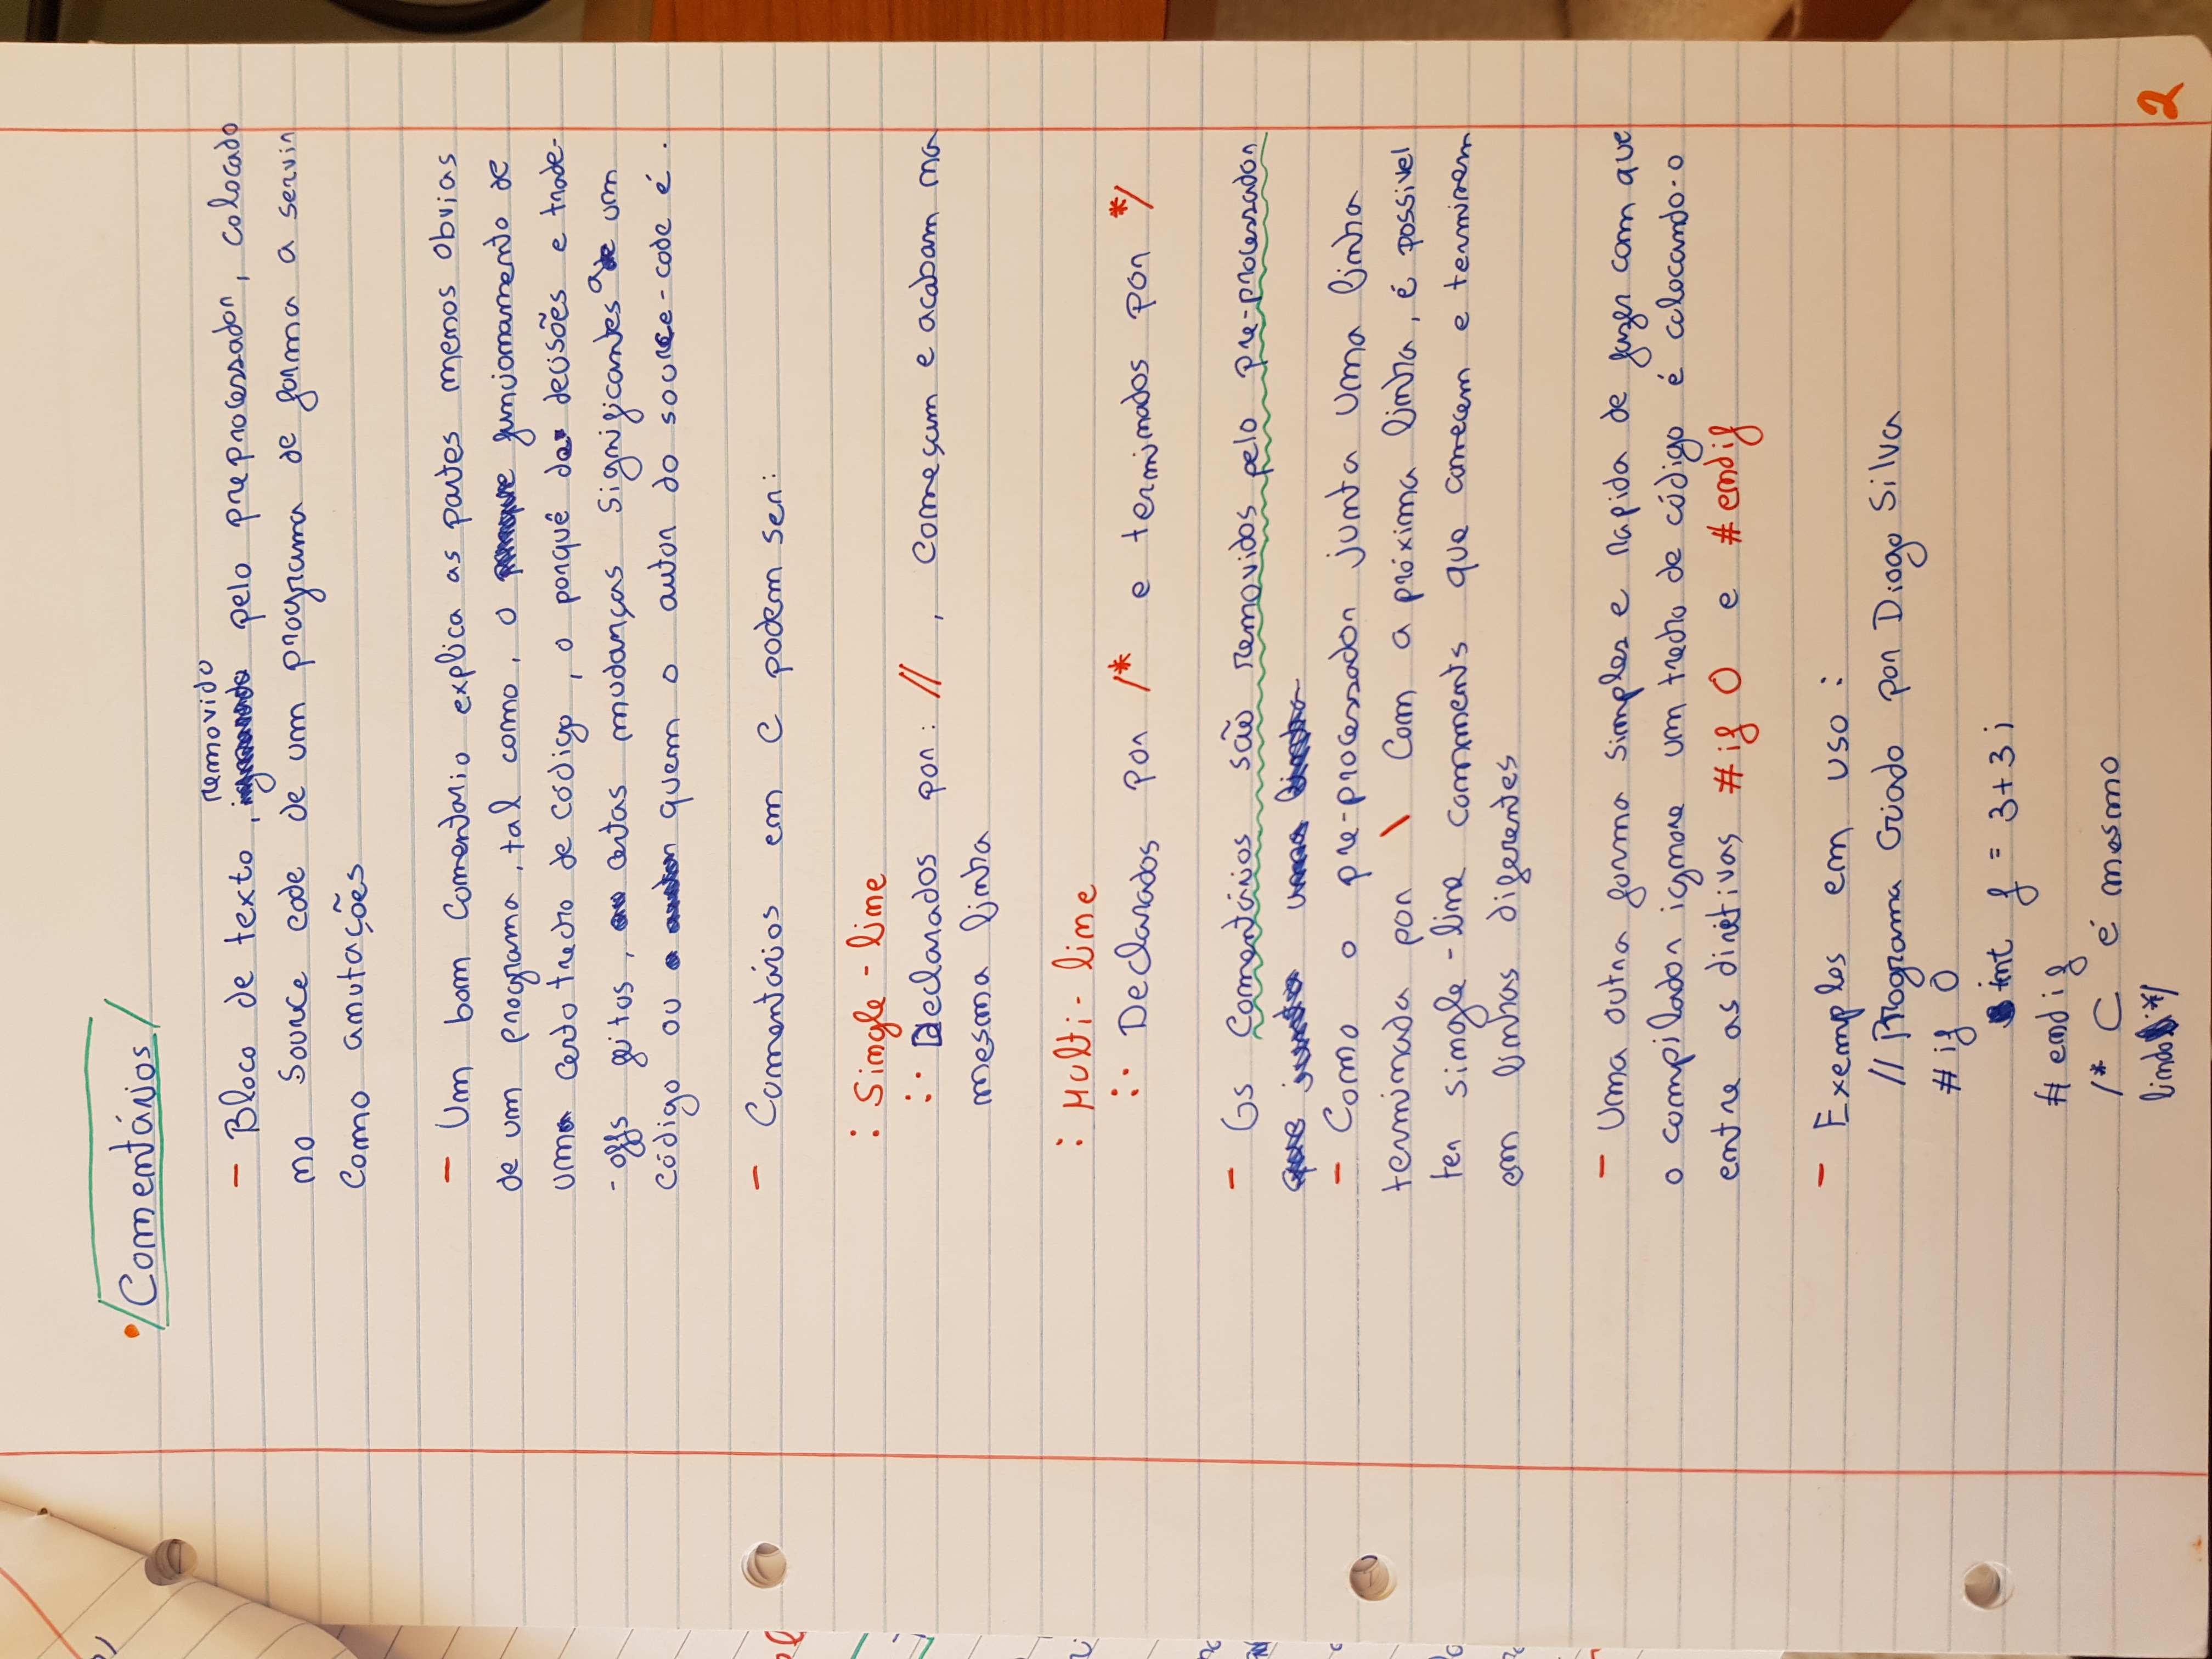 • Comentários
removido
- Bloco de texto, pelo preprocessador, colocado
no source code de um programa de forma a servir
como anutações
- Um bom comentario explica as partes menos obvias
de um programa, tal como, o funcionamento de
uma certo trecho de código, o porquê das decisões e trade-
-offs feitos, certas mudanças significantes a um
código ou quem o autor do source-code é.
- Comentários em C podem ser:
: Single-line
:· Declarados por: // , começam e acabam na
mesma linha
: Multi-line
:· Declarados por /* e terminados por */
- Os comentários são removidos pelo pre-processador
que junta uma linha
- Como o pre-processador junta uma linha
terminada por \ com a próxima linha, é possivel
ter single-line comments que comecem e terminem
em linhas diferentes
- Uma outra forma simples e rapida de fazer com que
o compilador ignore um trecho de código é colocando-o
entre as diretivas #if 0 e #endif
- Exemplos em uso:
// Programa criado por Diogo Silva
#if 0
int f = 3+3;
#endif
/* C é mesmo
lindo */
2